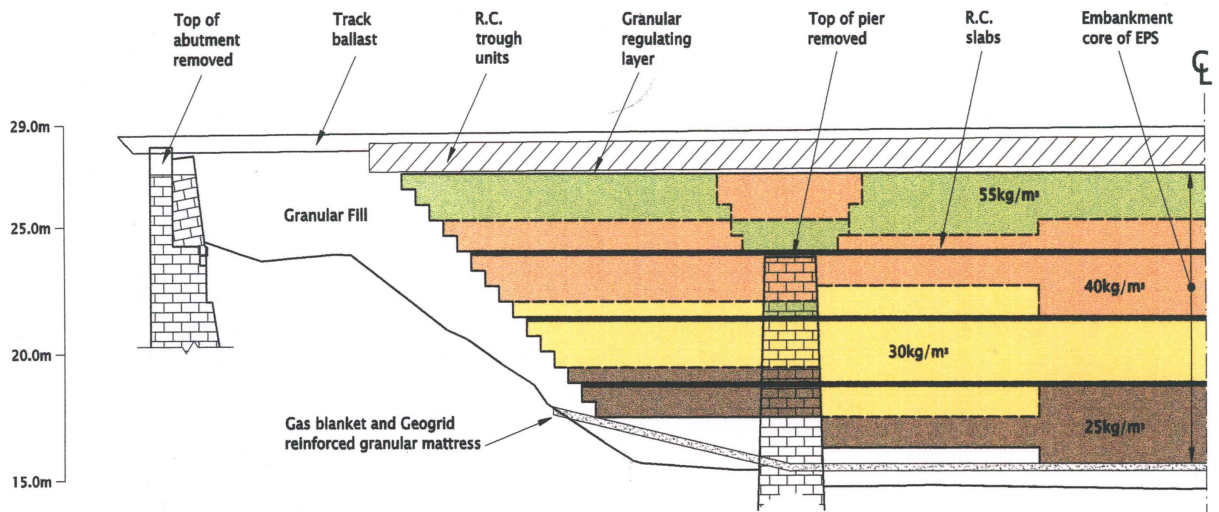 Top of
abutment
removed
Track
ballast
R.C.
trough
units
Granular
regulating
layer
Top of pier
removed
R.C.
slabs
Embankment
core of EPS
CL
29.0m
55kg/m³
Granular Fill
25.0m
40kg/m³
20.0m
30kg/m³
Gas blanket and Geogrid
reinforced granular mattress
25kg/m³
15.0m